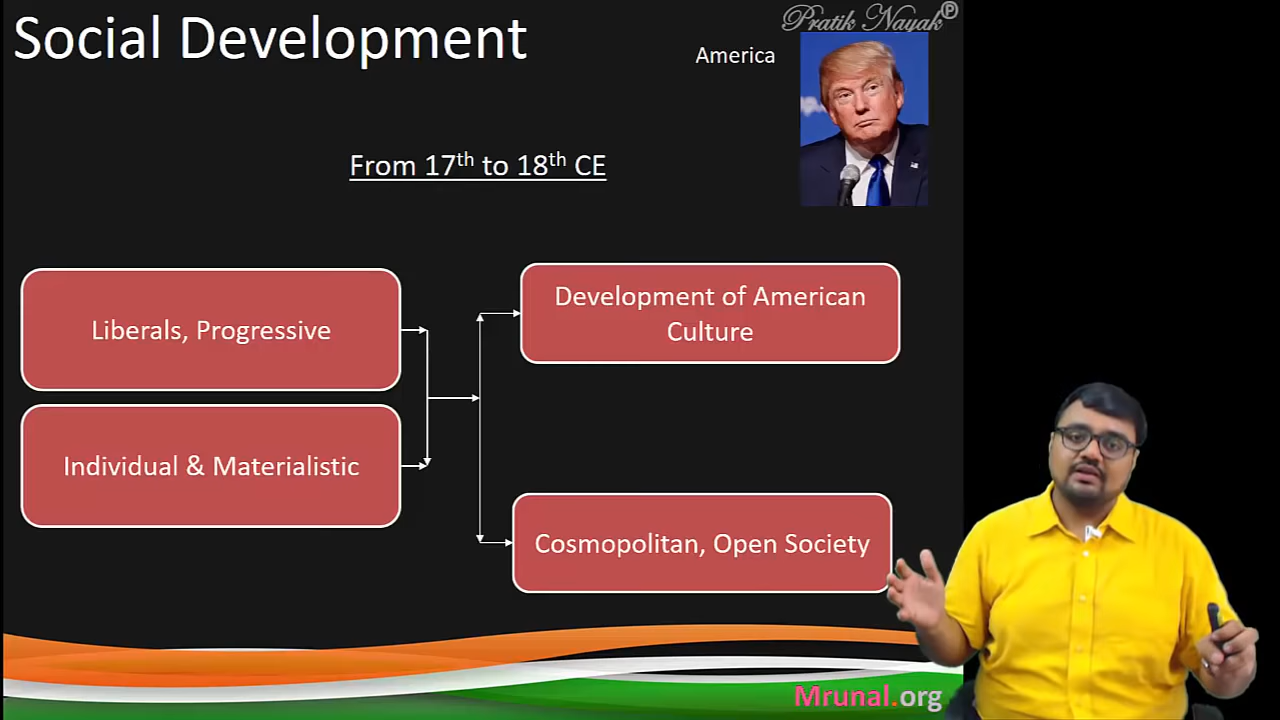 Social Development
Pratik Nayak℗
America
From 17th to 18th CE
Liberals, Progressive
Individual & Materialistic
Development of American
Culture
Cosmopolitan, Open Society
Mrunal.org